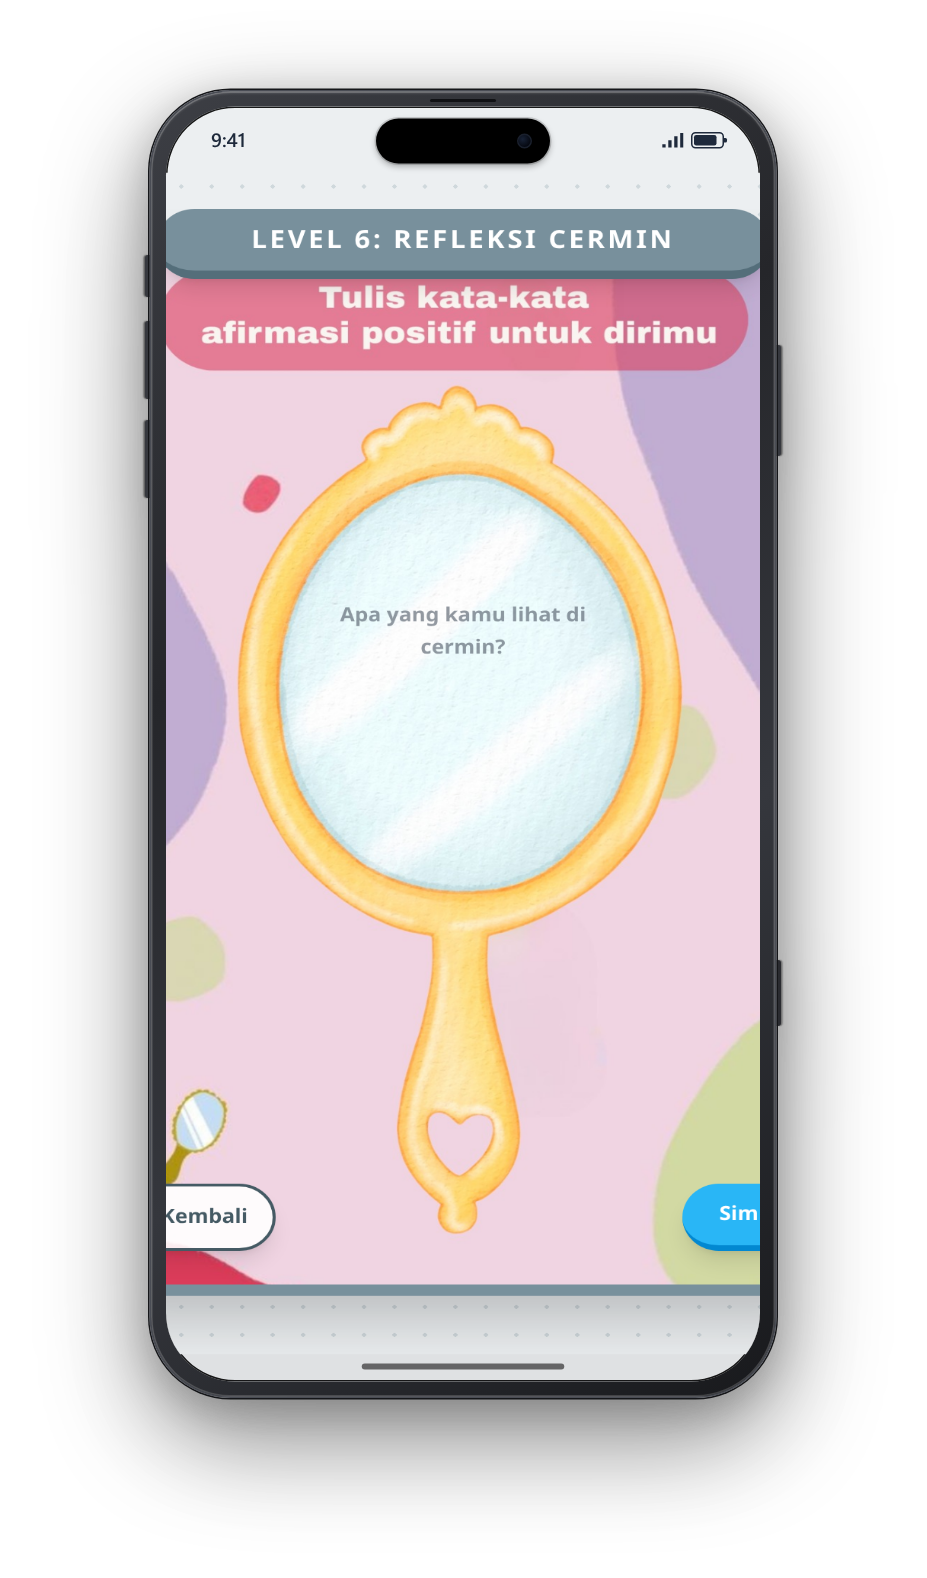 9:41
LEVEL 6: REFLEKSI CERMIN
Tulis kata-kata
afirmasi positif untuk dirimu
Apa yang kamu lihat di
cermin?
Kembali
Sim